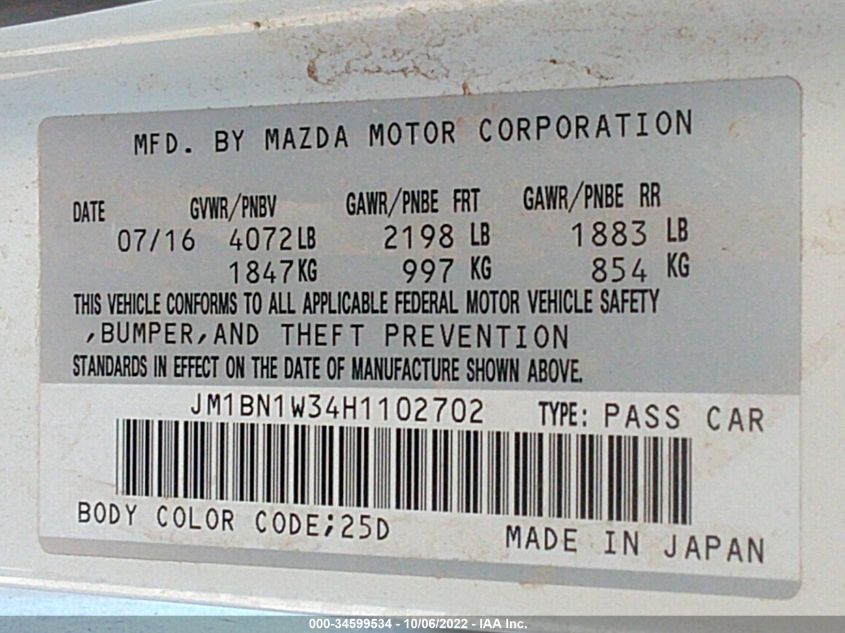 MFD. BY MAZDA MOTOR CORPORATION
DATE GVWR/PNBV GAWR/PNBE FRT GAWR/PNBE RR
07/16 4072LB 2198 LB 1883 LB
1847KG 997 KG 854 KG
THIS VEHICLE CONFORMS TO ALL APPLICABLE FEDERAL MOTOR VEHICLE SAFETY
,BUMPER,AND THEFT PREVENTION
STANDARDS IN EFFECT ON THE DATE OF MANUFACTURE SHOWN ABOVE.
JM1BN1W34H1102702 TYPE: PASS CAR
BODY COLOR CODE;25D
MADE IN JAPAN
000-34599534 - 10/06/2022 - IAA Inc.